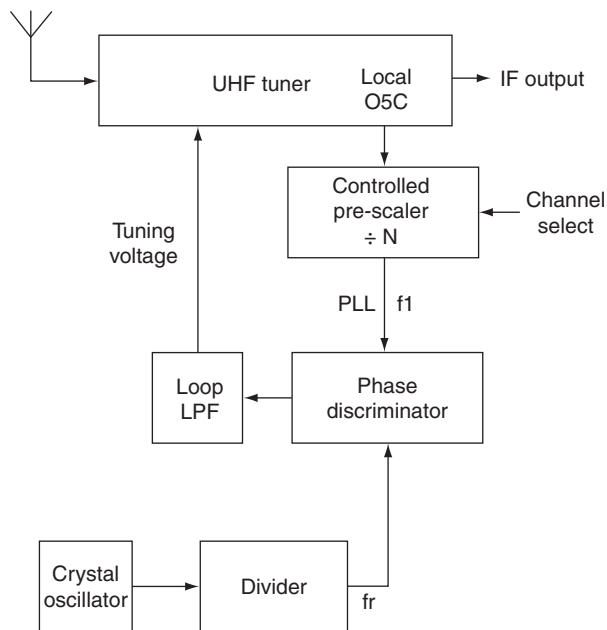 UHF tuner
Local
O5C
IF output
Controlled
pre-scaler
÷ N
Channel
select
Tuning
voltage
PLL f1
Loop
LPF
Phase
discriminator
Crystal
oscillator
Divider
fr